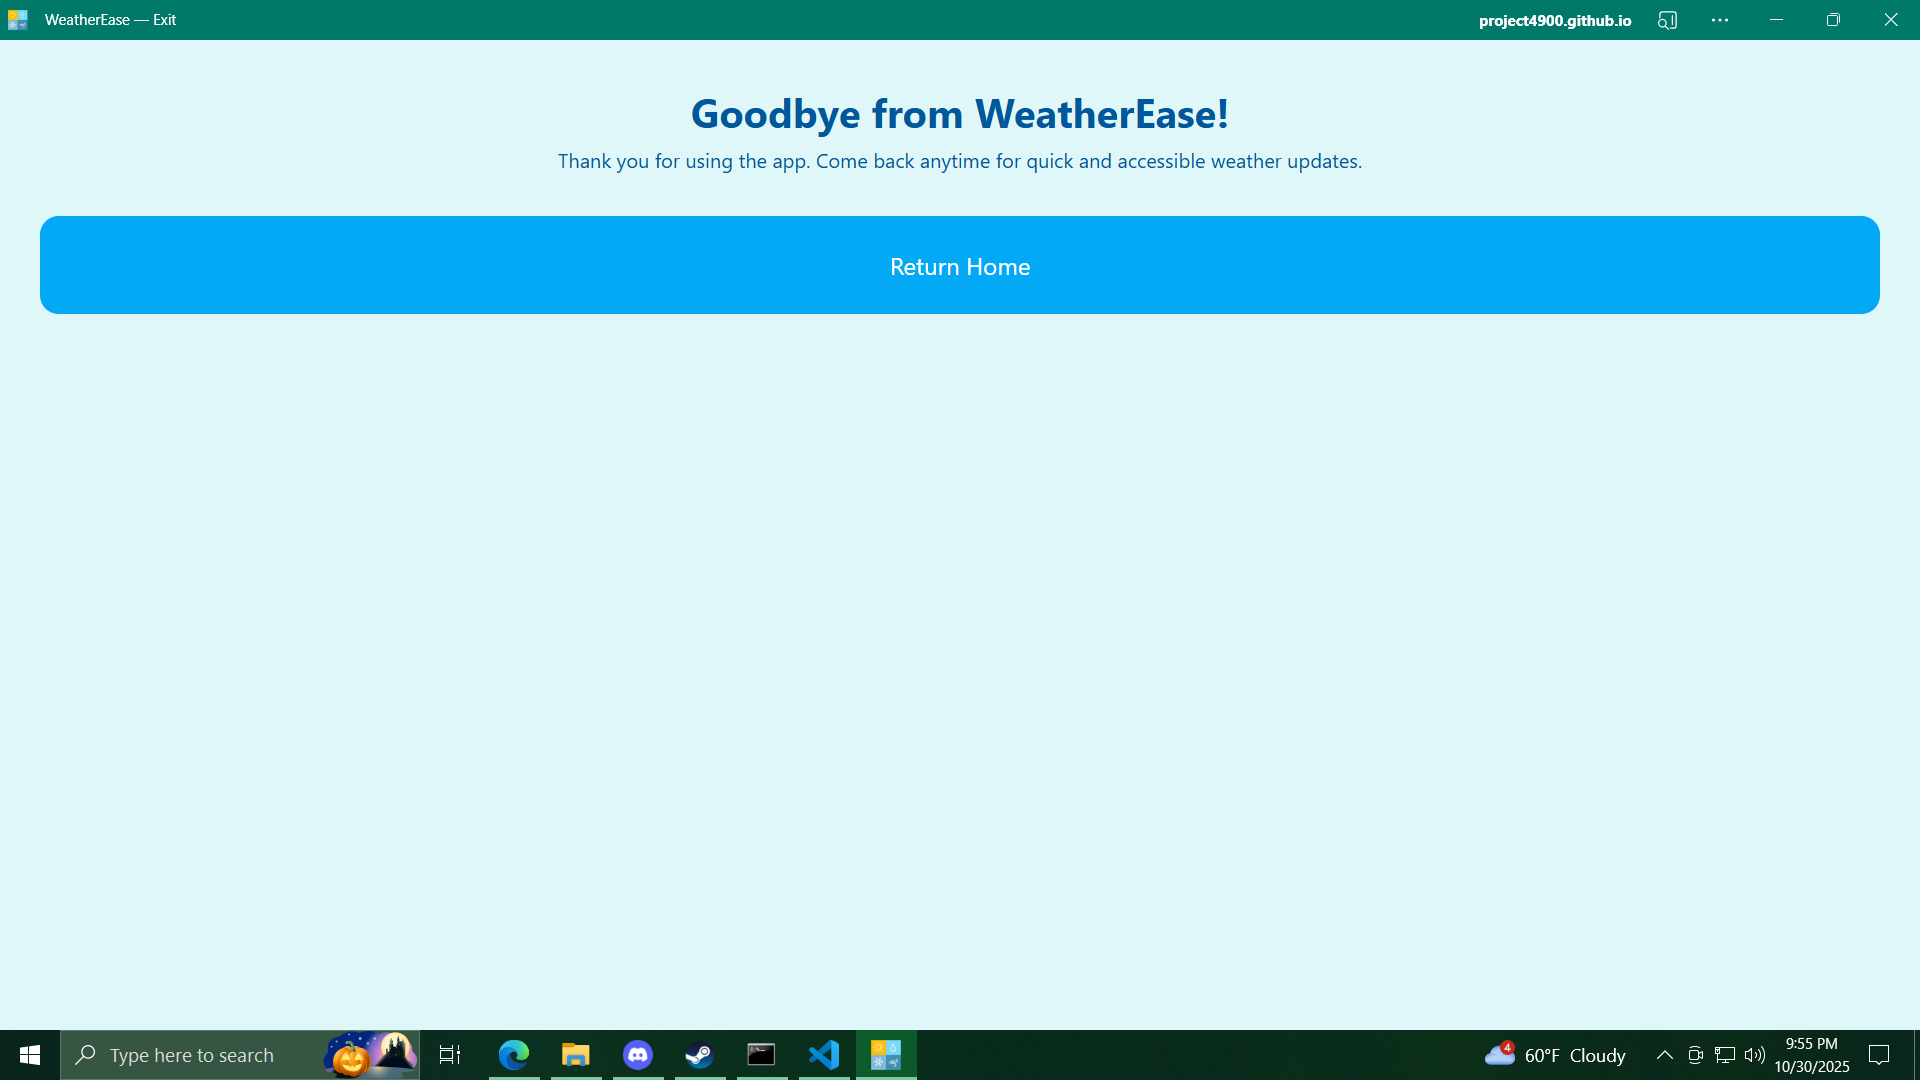 WeatherEase — Exit
project4900.github.io
Goodbye from WeatherEase!
Thank you for using the app. Come back anytime for quick and accessible weather updates.
Return Home
Type here to search
4
60°F Cloudy
9:55 PM
10/30/2025